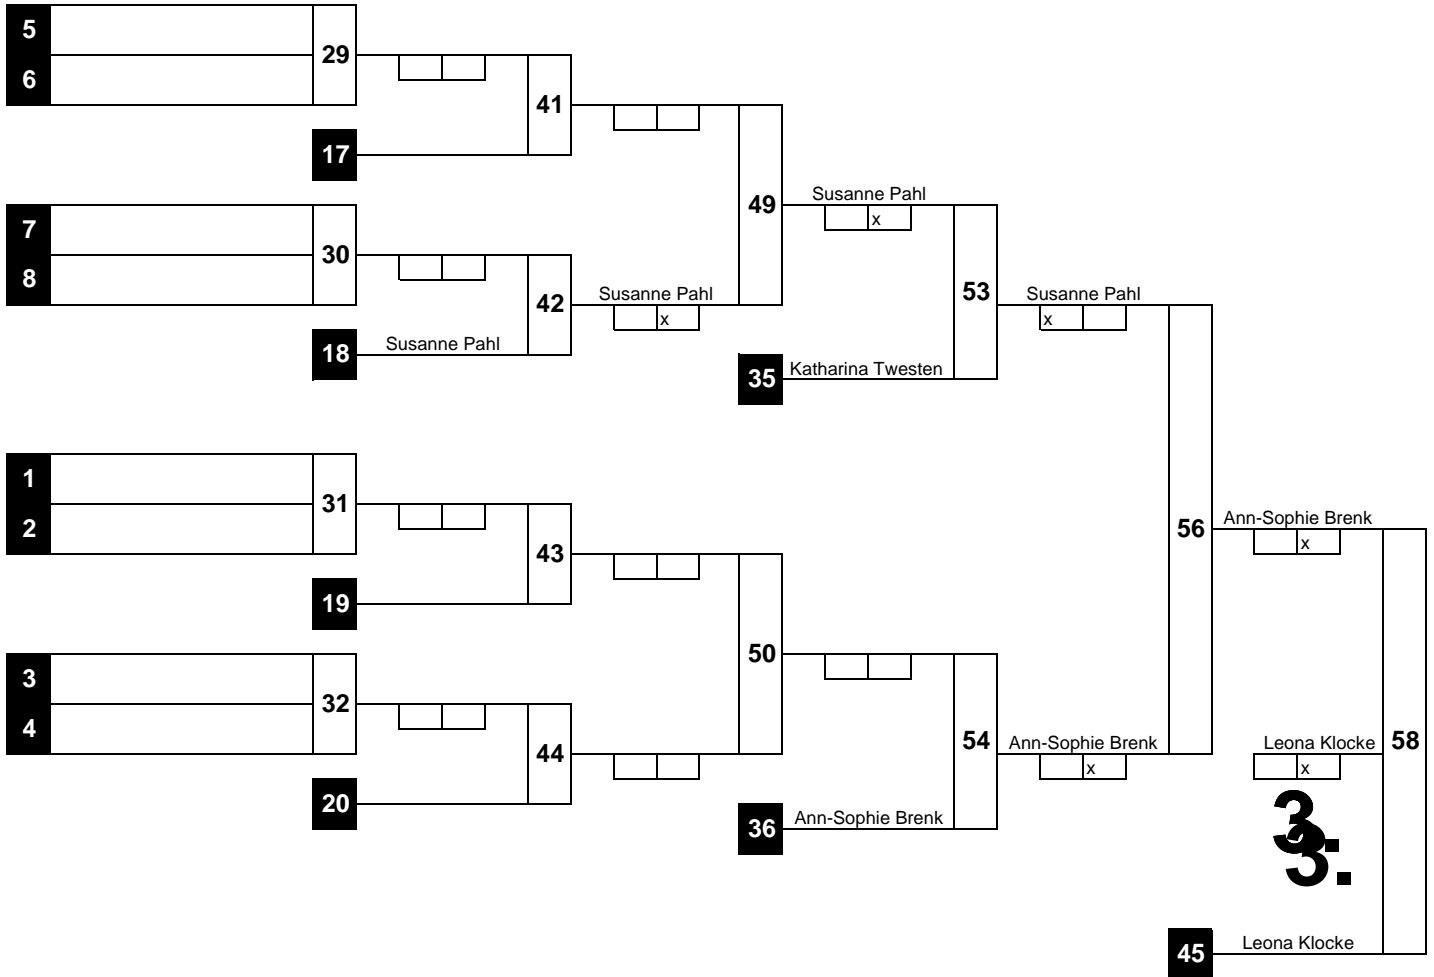 5
29
6
41
17
Susanne Pahl
49
x
7
30
8
53
Susanne Pahl
x
Susanne Pahl
x
42
18
Susanne Pahl
35
Katharina Twesten
1
31
2
43
56
Ann-Sophie Brenk
x
19
50
3
32
4
44
54
Ann-Sophie Brenk
x
Leona Klocke
x
58
20
36
Ann-Sophie Brenk
3.
3.
45
Leona Klocke